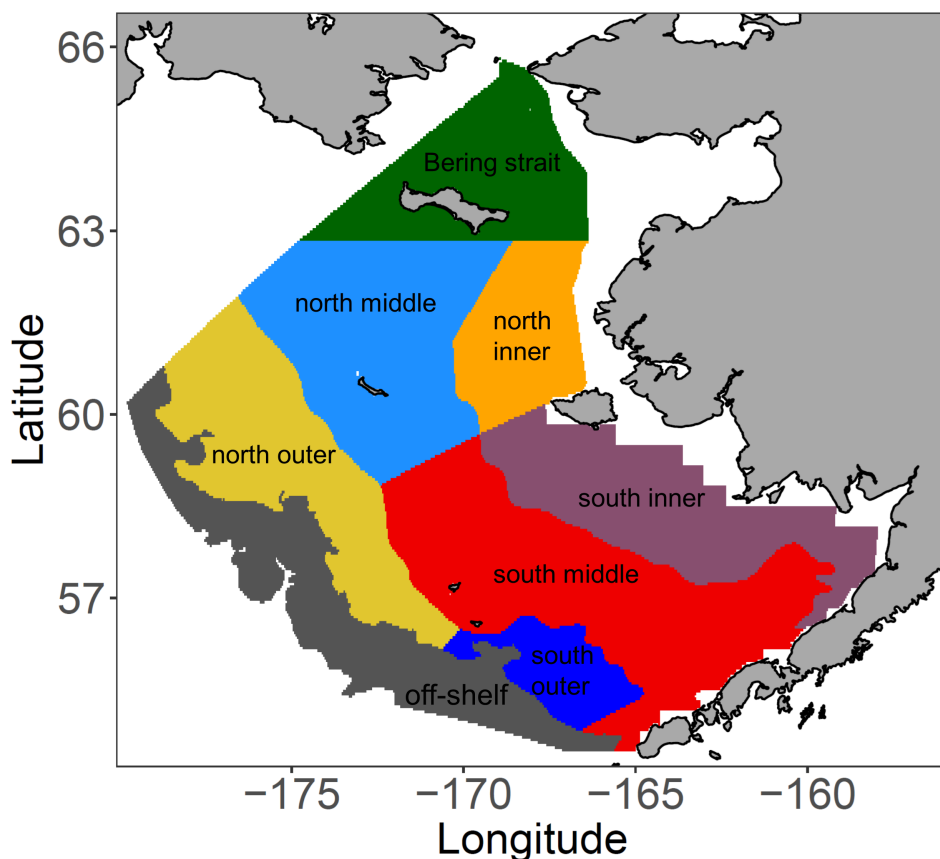 66
Bering strait
63
north middle
north
inner
60
north outer
south inner
south middle
57
south
outer
off-shelf
−175
−170
−165
−160
Longitude
Latitude